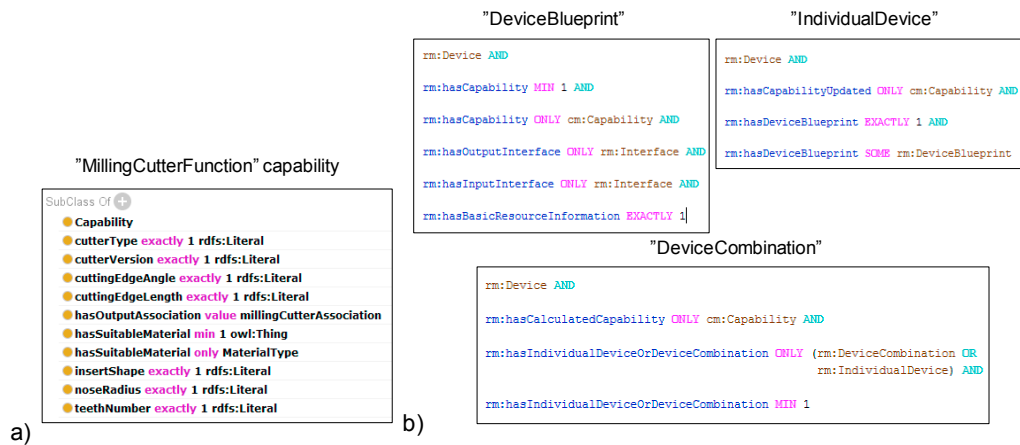 "MillingCutterFunction" capability
SubClass Of
Capability
cutterType exactly 1 rdfs:Literal
cutterVersion exactly 1 rdfs:Literal
cuttingEdgeAngle exactly 1 rdfs:Literal
cuttingEdgeLength exactly 1 rdfs:Literal
hasOutputAssociation value millingCutterAssociation
hasSuitableMaterial min 1 owl:Thing
hasSuitableMaterial only MaterialType
insertShape exactly 1 rdfs:Literal
noseRadius exactly 1 rdfs:Literal
teethNumber exactly 1 rdfs:Literal
a)
”DeviceBlueprint”
rm:Device AND
rm:hasCapability MIN 1 AND
rm:hasCapability ONLY cm:Capability AND
rm:hasOutputInterface ONLY rm:Interface AND
rm:hasInputInterface ONLY rm:Interface AND
rm:hasBasicResourceInformation EXACTLY 1
”IndividualDevice”
rm:Device AND
rm:hasCapabilityUpdated ONLY cm:Capability AND
rm:hasDeviceBlueprint EXACTLY 1 AND
rm:hasDeviceBlueprint SOME rm:DeviceBlueprint
”DeviceCombination”
rm:Device AND
rm:hasCalculatedCapability ONLY cm:Capability AND
rm:hasIndividualDeviceOrDeviceCombination ONLY (rm:DeviceCombination OR
rm:IndividualDevice) AND
rm:hasIndividualDeviceOrDeviceCombination MIN 1
b)